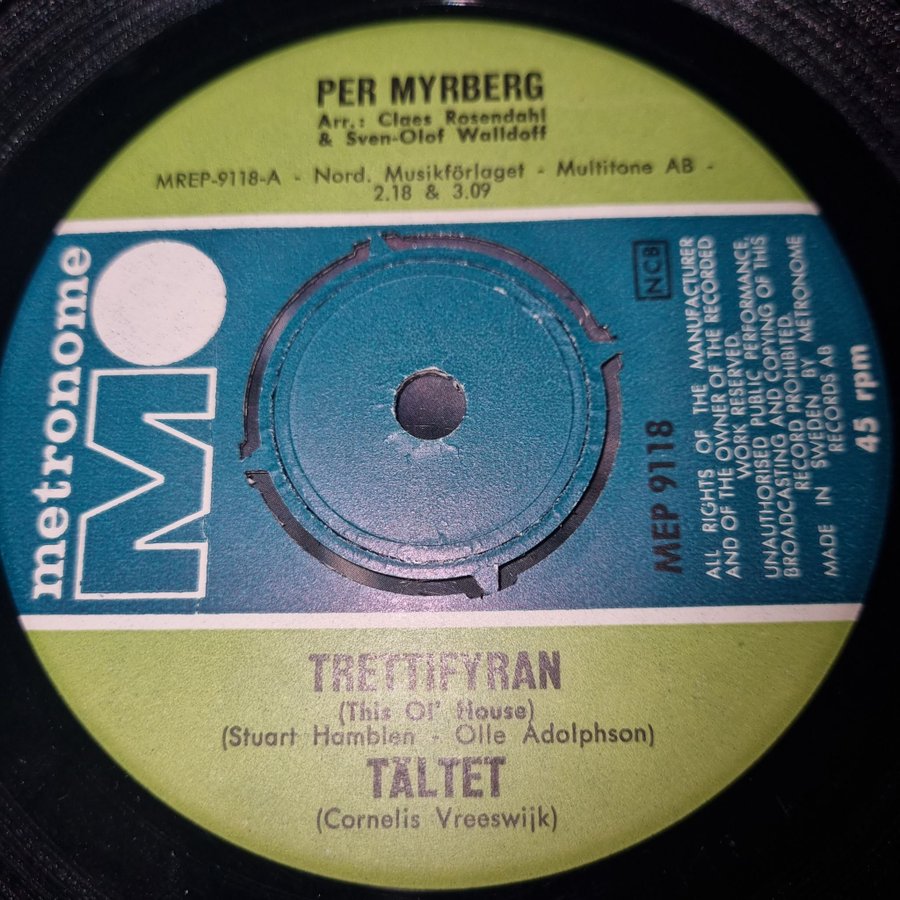 PER MYRBERG
Arr.: Claes Rosendahl
& Sven-Olof Walldoff
MREP-9118-A - Nord. Musikförlaget - Multitone AB -
2.18 & 3.09
metronome
M
NCB
MEP 9118
ALL RIGHTS OF THE MANUFACTURER
AND OF THE OWNER OF THE RECORDED
WORK RESERVED.
UNAUTHORISED PUBLIC PERFORMANCE,
BROADCASTING AND COPYING OF THIS
RECORD PROHIBITED.
MADE IN SWEDEN BY METRONOME
RECORDS AB
45 rpm
TRETTIFYRAN
(This Ol' House)
(Stuart Hamblen - Olle Adolphson)
TÄLTET
(Cornelis Vreeswijk)